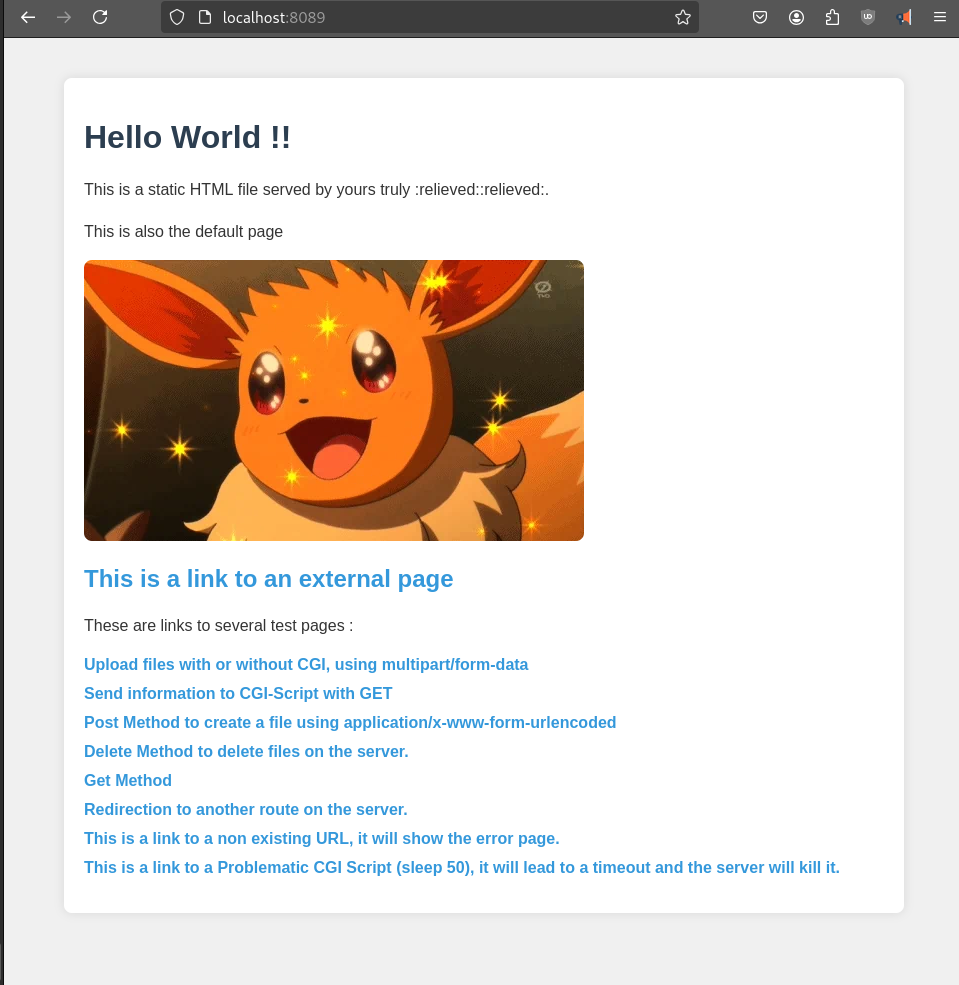 localhost:8089
Hello World !!
This is a static HTML file served by yours truly :relieved::relieved:.
This is also the default page
This is a link to an external page
These are links to several test pages :
Upload files with or without CGI, using multipart/form-data
Send information to CGI-Script with GET
Post Method to create a file using application/x-www-form-urlencoded
Delete Method to delete files on the server.
Get Method
Redirection to another route on the server.
This is a link to a non existing URL, it will show the error page.
This is a link to a Problematic CGI Script (sleep 50), it will lead to a timeout and the server will kill it.